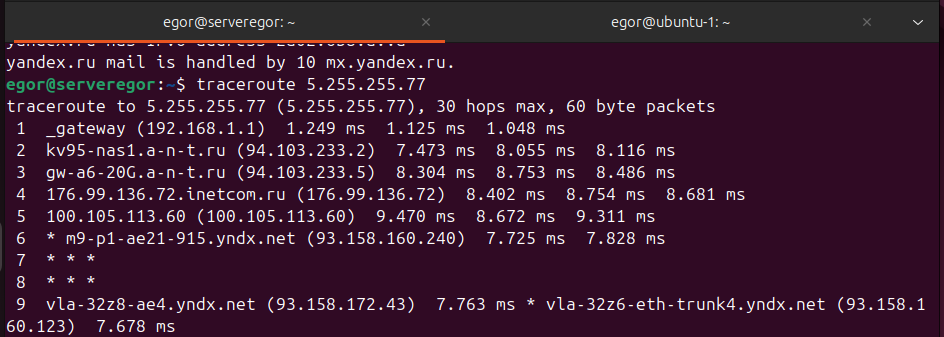 egor@serveregor: ~ × egor@ubuntu-1: ~ ×
yandex.ru mail is handled by 10 mx.yandex.ru.
egor@serveregor:~$ traceroute 5.255.255.77
traceroute to 5.255.255.77 (5.255.255.77), 30 hops max, 60 byte packets
1 _gateway (192.168.1.1) 1.249 ms 1.125 ms 1.048 ms
2 kv95-nas1.a-n-t.ru (94.103.233.2) 7.473 ms 8.055 ms 8.116 ms
3 gw-a6-20G.a-n-t.ru (94.103.233.5) 8.304 ms 8.753 ms 8.486 ms
4 176.99.136.72.inetcom.ru (176.99.136.72) 8.402 ms 8.754 ms 8.681 ms
5 100.105.113.60 (100.105.113.60) 9.470 ms 8.672 ms 9.311 ms
6 * m9-p1-ae21-915.yndx.net (93.158.160.240) 7.725 ms 7.828 ms
7 * * *
8 * * *
9 vla-32z8-ae4.yndx.net (93.158.172.43) 7.763 ms * vla-32z6-eth-trunk4.yndx.net (93.158.1
60.123) 7.678 ms